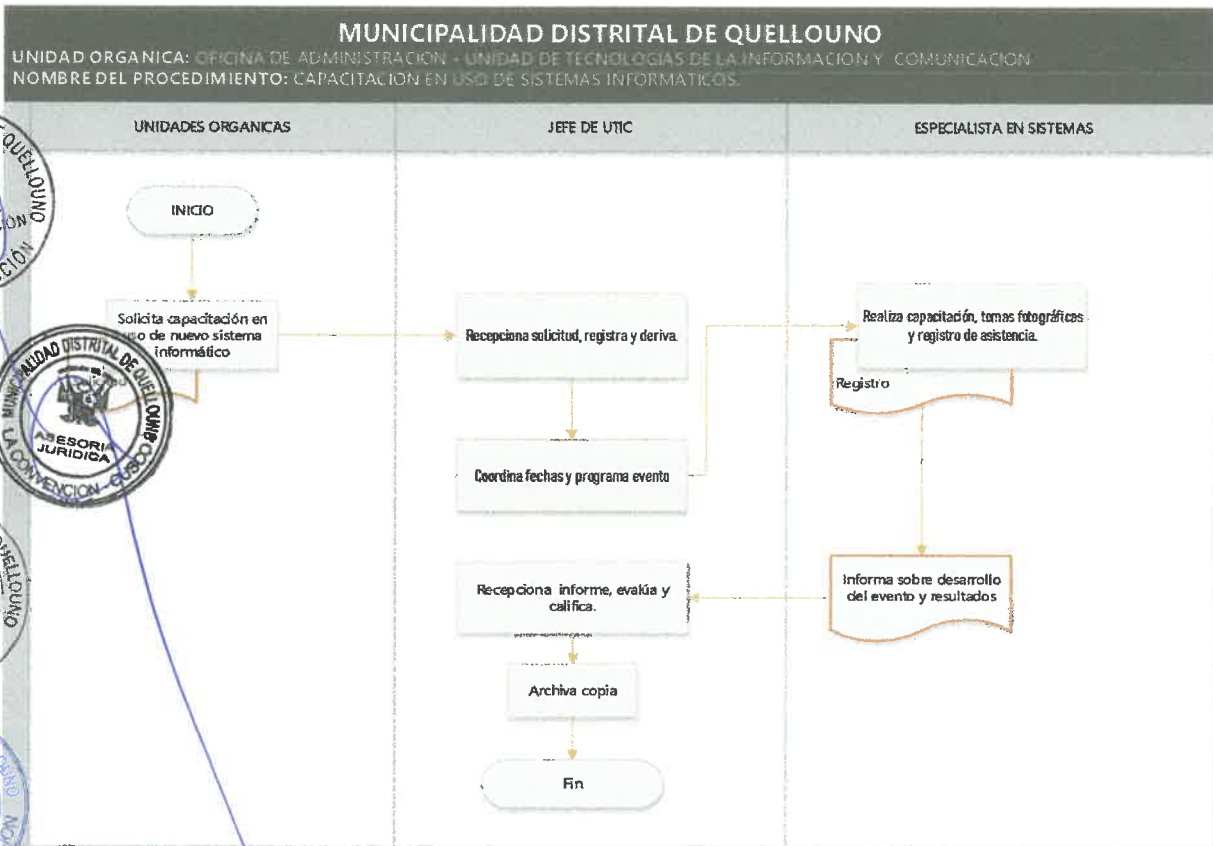 MUNICIPALIDAD DISTRITAL DE QUELLOUNO
UNIDAD ORGANICA: OFICINA DE ADMINISTRACION - UNIDAD DE TECNOLOGIAS DE LA INFORMACION Y COMUNICACION
NOMBRE DEL PROCEDIMIENTO: CAPACITACION EN USO DE SISTEMAS INFORMATICOS.
UNIDADES ORGANICAS
JEFE DE UTIC
ESPECIALISTA EN SISTEMAS
INICIO
Solicita capacitación en
uso de nuevo sistema
informático
Recepciona solicitud, registra y deriva.
Realiza capacitación, tomas fotográficas
y registro de asistencia.
Registro
Coordina fechas y programa evento
Recepciona informe, evalúa y
califica.
Informa sobre desarrollo
del evento y resultados
Archiva copia
Fin
QUELLOUNO
MUNICIPALIDAD DISTRITAL DE QUELLOUNO
ASESORIA
JURIDICA
LA CONVENCION - CUSCO
QUELLOUNO